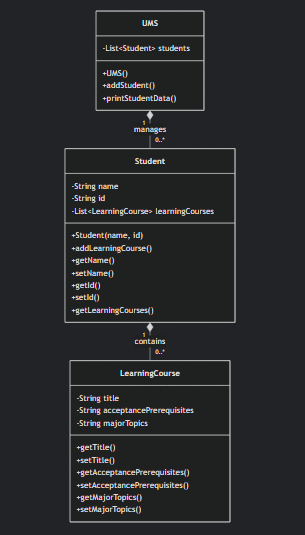 UMS
-List<Student> students
+UMS()
+addStudent()
+printStudentData()
1
manages
0..*
Student
-String name
-String id
-List<LearningCourse> learningCourses
+Student(name, id)
+addLearningCourse()
+getName()
+setName()
+getId()
+setId()
+getLearningCourses()
1
contains
0..*
LearningCourse
-String title
-String acceptancePrerequisites
-String majorTopics
+getTitle()
+setTitle()
+getAcceptancePrerequisites()
+setAcceptancePrerequisites()
+getMajorTopics()
+setMajorTopics()